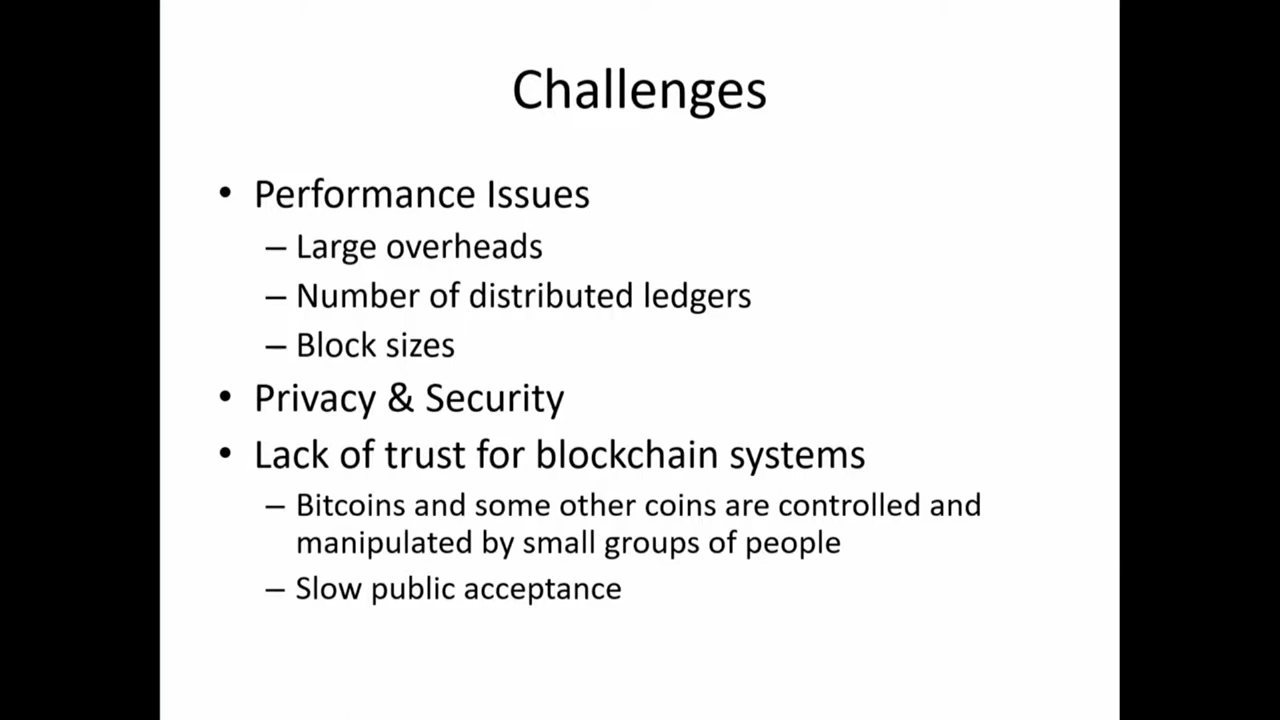 Challenges
• Performance Issues
– Large overheads
– Number of distributed ledgers
– Block sizes
• Privacy & Security
• Lack of trust for blockchain systems
– Bitcoins and some other coins are controlled and
manipulated by small groups of people
– Slow public acceptance